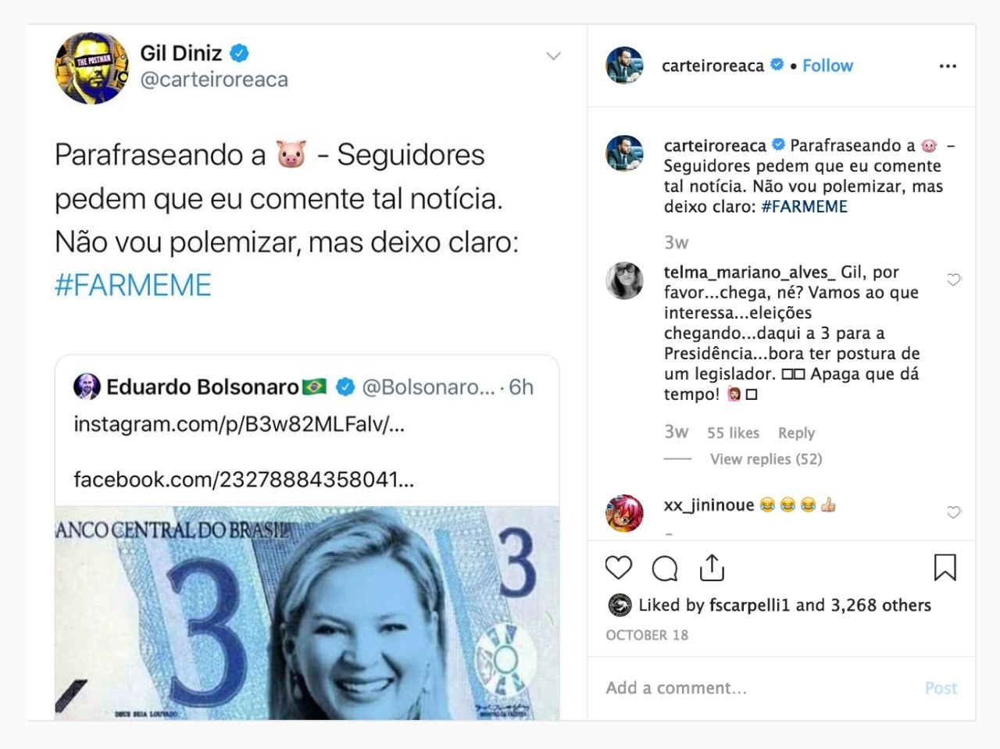 Gil Diniz
@carteiroreaca
THE POSTMAN
Parafraseando a 🐷 - Seguidores
pedem que eu comente tal notícia.
Não vou polemizar, mas deixo claro:
#FARMEME
Eduardo Bolsonaro🇧🇷 @Bolsonaro... · 6h
instagram.com/p/B3w82MLFalv/...
facebook.com/23278884358041...
ANCO CENTRAL DO BRASIL
3
3
DEUS SEJA LOUVADO
carteiroreaca • Follow
carteiroreaca Parafraseando a 🐷 –
Seguidores pedem que eu comente
tal notícia. Não vou polemizar, mas
deixo claro: #FARMEME
3w
telma_mariano_alves_ Gil, por
favor...chega, né? Vamos ao que
interessa...eleições
chegando...daqui a 3 para a
Presidência...bora ter postura de
um legislador. □□ Apaga que dá
tempo! 🙋□
3w 55 likes Reply
View replies (52)
xx_jininoue 😂😂😂👍
Liked by fscarpelli1 and 3,268 others
OCTOBER 18
Add a comment... Post